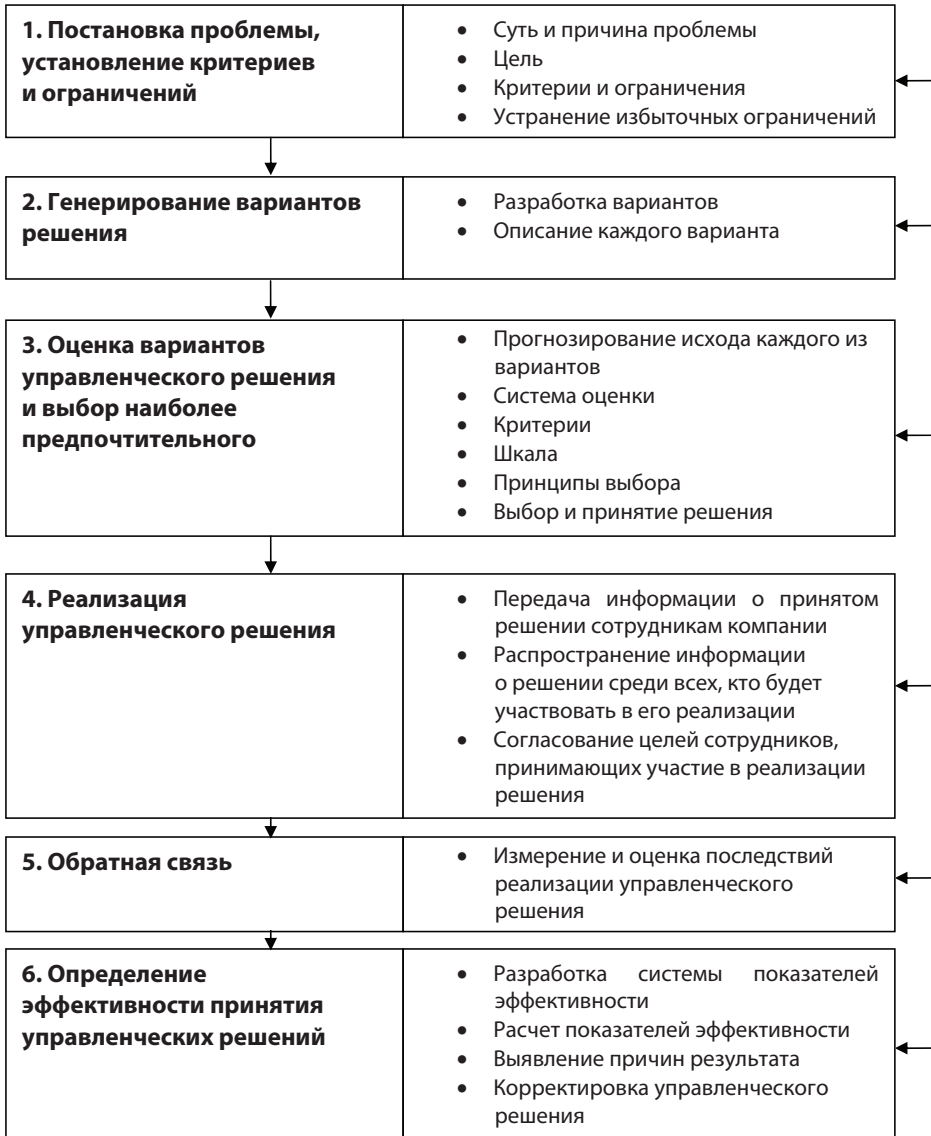 1. Постановка проблемы,
установление критериев
и ограничений
• Суть и причина проблемы
• Цель
• Критерии и ограничения
• Устранение избыточных ограничений
2. Генерирование вариантов
решения
• Разработка вариантов
• Описание каждого варианта
3. Оценка вариантов
управленческого решения
и выбор наиболее
предпочтительного
• Прогнозирование исхода каждого из
вариантов
• Система оценки
• Критерии
• Шкала
• Принципы выбора
• Выбор и принятие решения
4. Реализация
управленческого решения
• Передача информации о принятом
решении сотрудникам компании
• Распространение информации
о решении среди всех, кто будет
участвовать в его реализации
• Согласование целей сотрудников,
принимающих участие в реализации
решения
5. Обратная связь
• Измерение и оценка последствий
реализации управленческого
решения
6. Определение
эффективности принятия
управленческих решений
• Разработка системы показателей
эффективности
• Расчет показателей эффективности
• Выявление причин результата
• Корректировка управленческого
решения